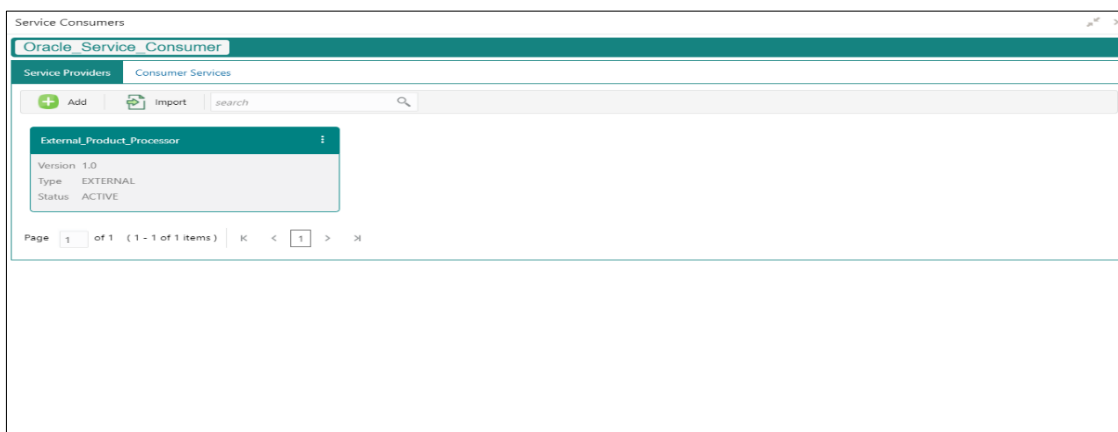 Service Consumers
Oracle_Service_Consumer
Service Providers Consumer Services
Add Import search
External_Product_Processor
Version 1.0
Type EXTERNAL
Status ACTIVE
Page 1 of 1 ( 1 - 1 of 1 items ) 1